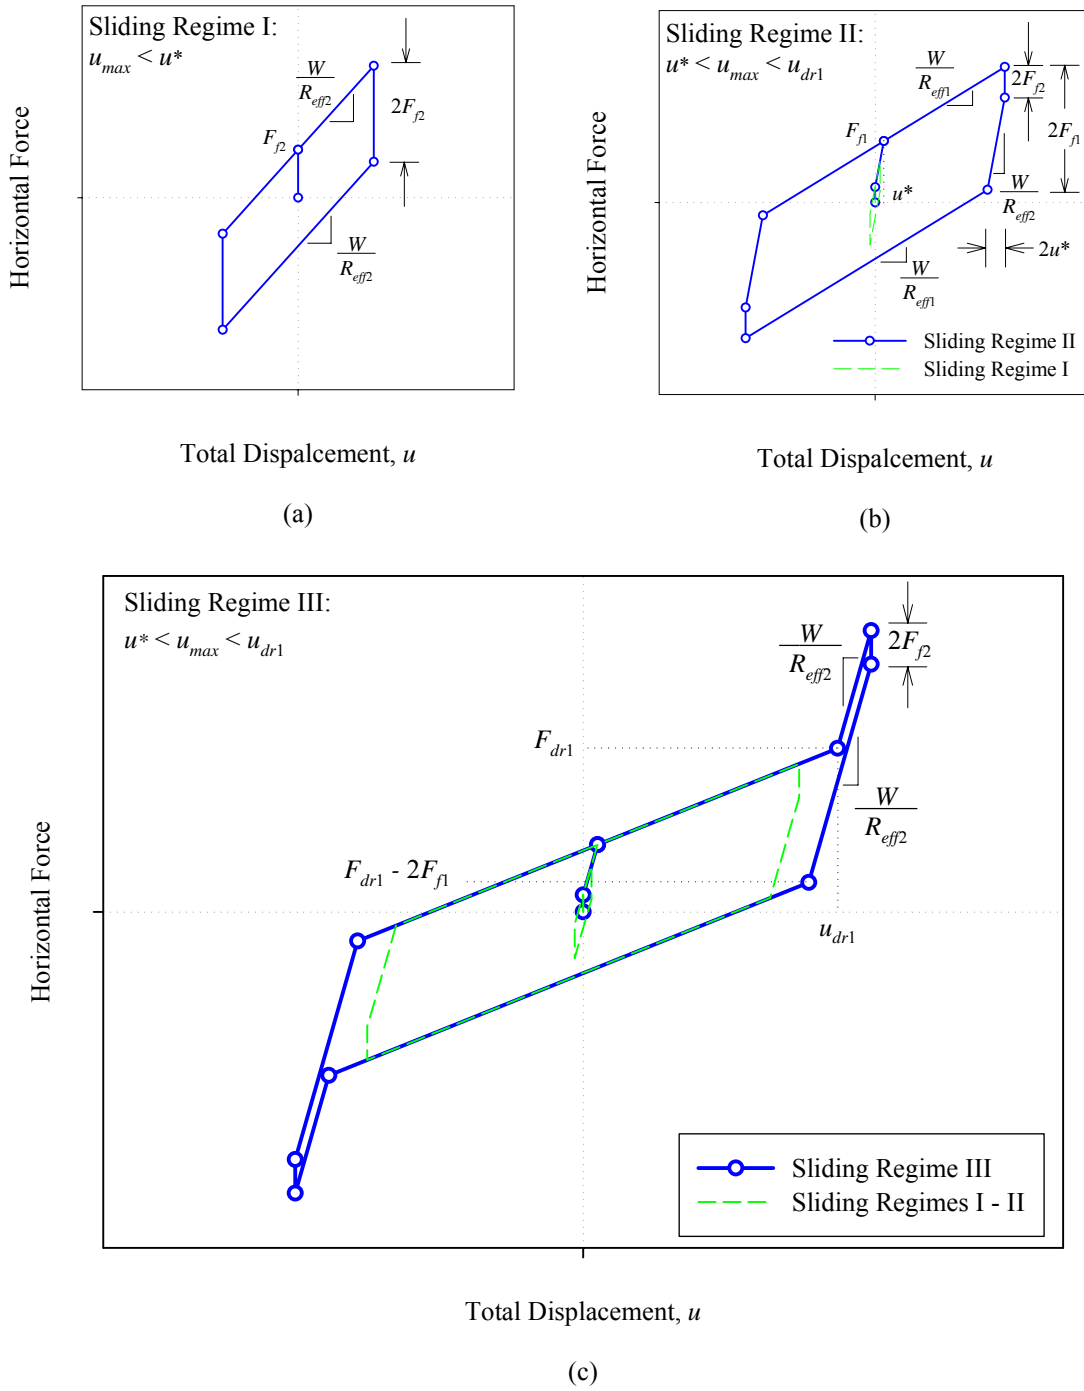 Sliding Regime I:
u_max < u*
W
R_eff2
2F_f2
F_f2
W
R_eff2
Horizontal Force
Total Dispalcement, u
(a)
Sliding Regime II:
u* < u_max < u_dr1
W
R_eff1
2F_f2
F_f1
2F_f1
u*
W
R_eff2
W
R_eff1
2u*
Sliding Regime II
Sliding Regime I
Horizontal Force
Total Dispalcement, u
(b)
Sliding Regime III:
u* < u_max < u_dr1
W
R_eff2
2F_f2
F_dr1
W
R_eff2
F_dr1 - 2F_f1
u_dr1
Sliding Regime III
Sliding Regimes I - II
Horizontal Force
Total Displacement, u
(c)